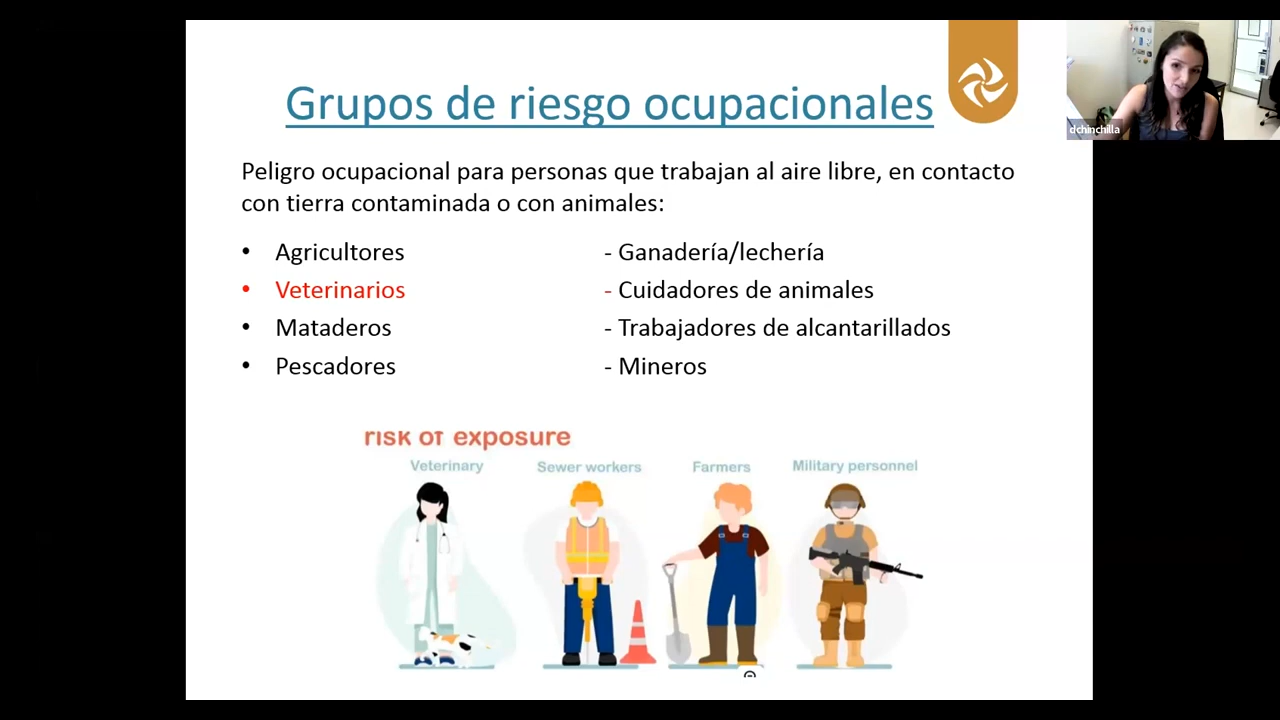 Grupos de riesgo ocupacionales
dchinchilla
Peligro ocupacional para personas que trabajan al aire libre, en contacto
con tierra contaminada o con animales:
• Agricultores - Ganadería/lechería
• Veterinarios - Cuidadores de animales
• Mataderos - Trabajadores de alcantarillados
• Pescadores - Mineros
risk of exposure
Veterinary Sewer workers Farmers Military personnel